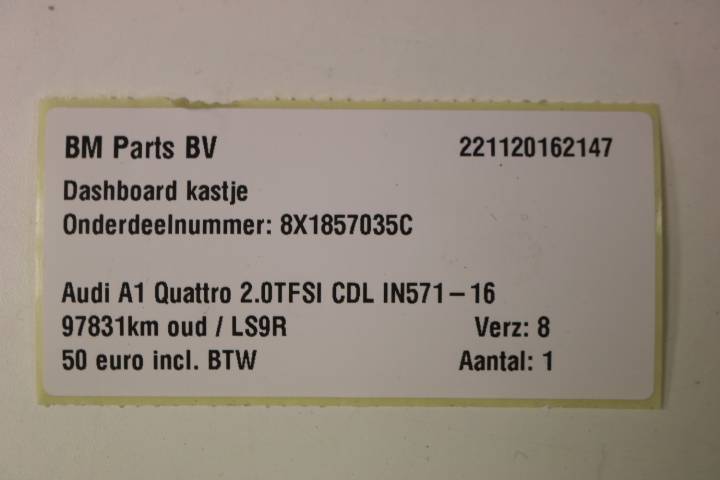 BM Parts BV 221120162147
Dashboard kastje
Onderdeelnummer: 8X1857035C
Audi A1 Quattro 2.0TFSI CDL IN571-16
97831km oud / LS9R Verz: 8
50 euro incl. BTW Aantal: 1